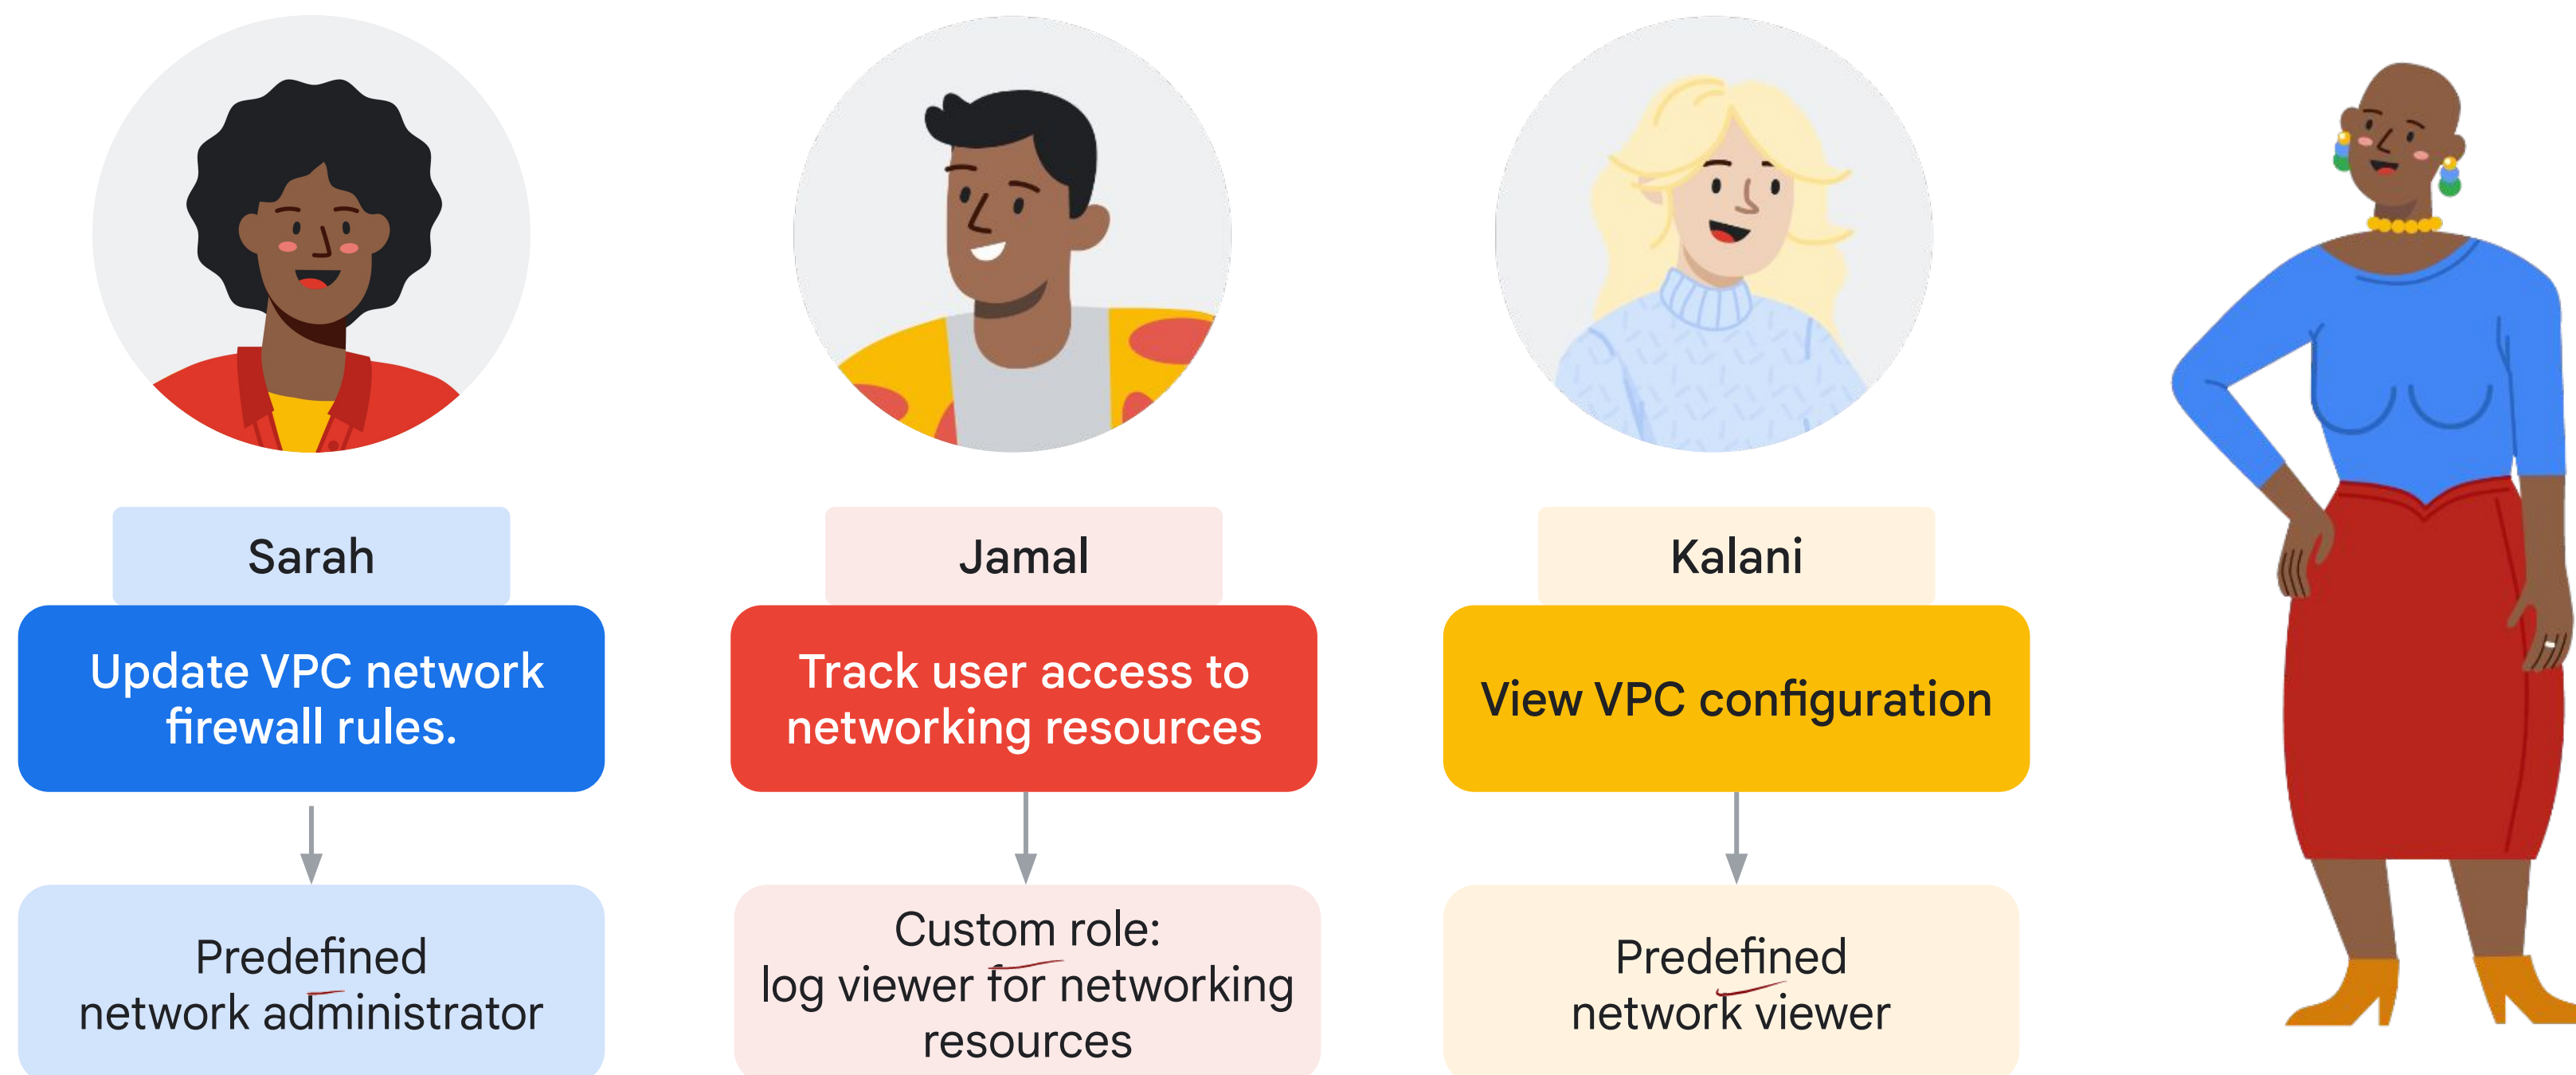 Sarah
Update VPC network
firewall rules.
Predefined
network administrator
Jamal
Track user access to
networking resources
Custom role:
log viewer for networking
resources
Kalani
View VPC configuration
Predefined
network viewer